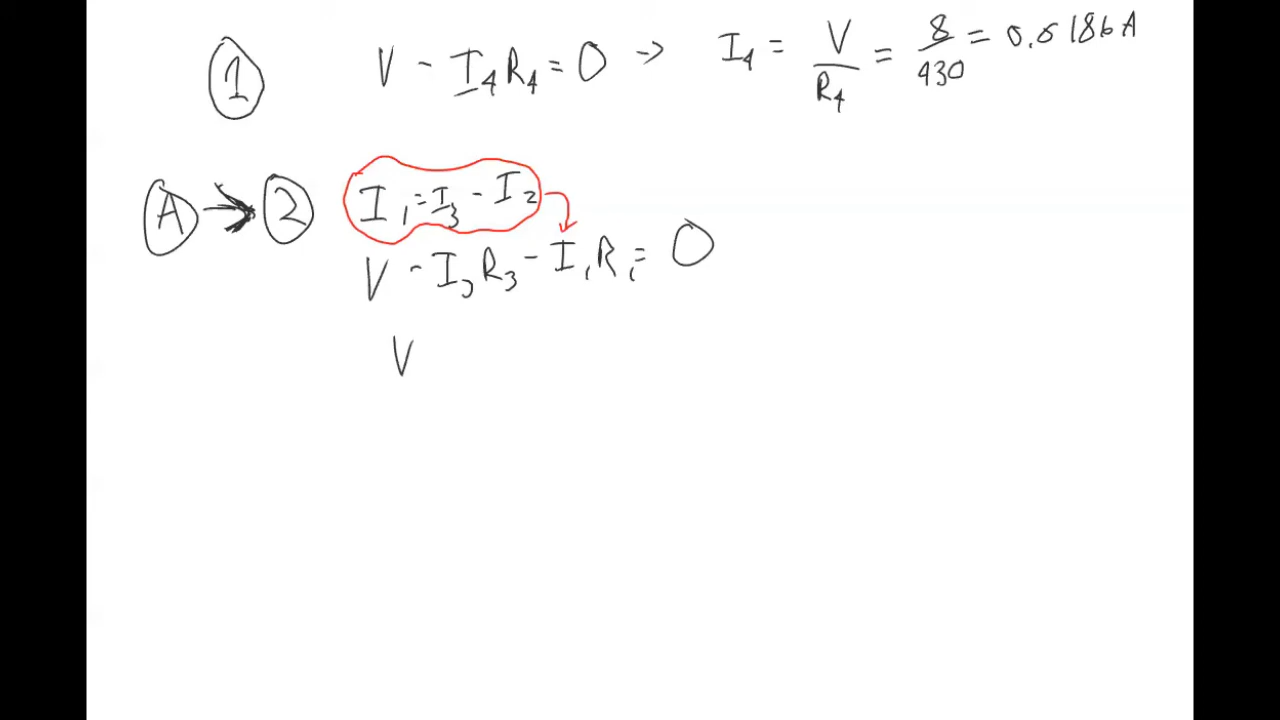 ① V - I₄R₄ = 0 → I₄ = V/R₄ = 8/430 = 0.0186A
Ⓐ → ② I₁ = I₃ - I₂
V - I₃R₃ - I₁R₁ = 0
V